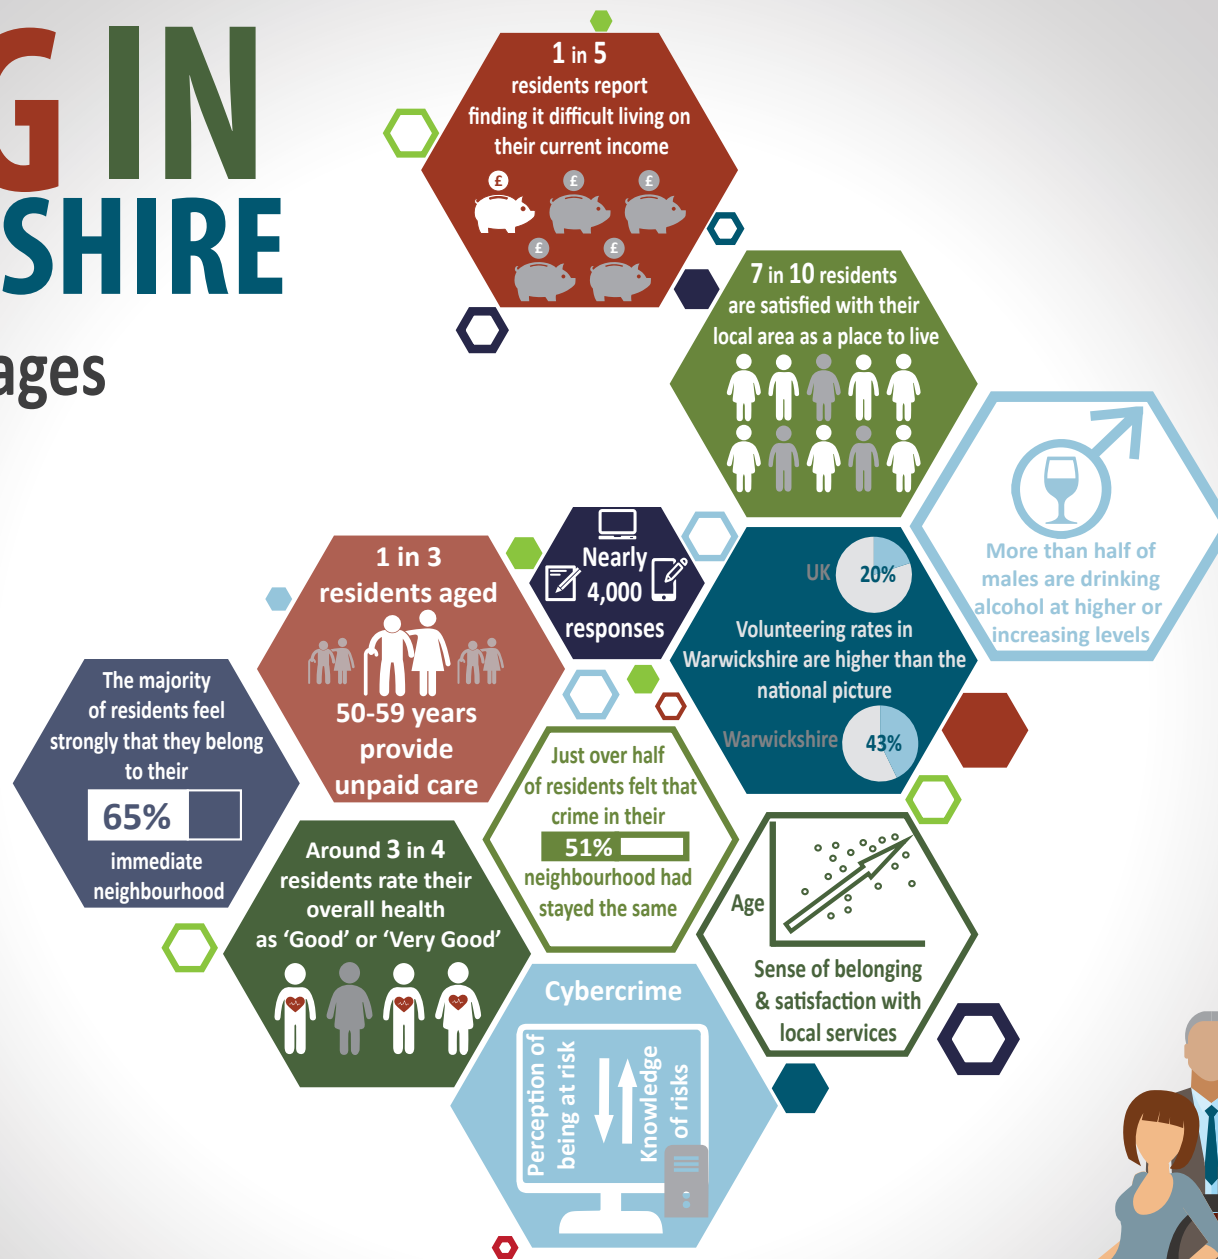 G IN
SHIRE
ages
1 in 5
residents report
finding it difficult living on
their current income
£
£
£
£
£
7 in 10 residents
are satisfied with their
local area as a place to live
More than half of
males are drinking
alcohol at higher or
increasing levels
Nearly
4,000
responses
UK
20%
Volunteering rates in
Warwickshire are higher than the
national picture
Warwickshire
43%
1 in 3
residents aged
50-59 years
provide
unpaid care
The majority
of residents feel
strongly that they belong
to their
65%
immediate
neighbourhood
Just over half
of residents felt that
crime in their
51%
neighbourhood had
stayed the same
Around 3 in 4
residents rate their
overall health
as ‘Good’ or ‘Very Good’
Age
Sense of belonging
& satisfaction with
local services
Cybercrime
Perception of
being at risk
Knowledge
of risks